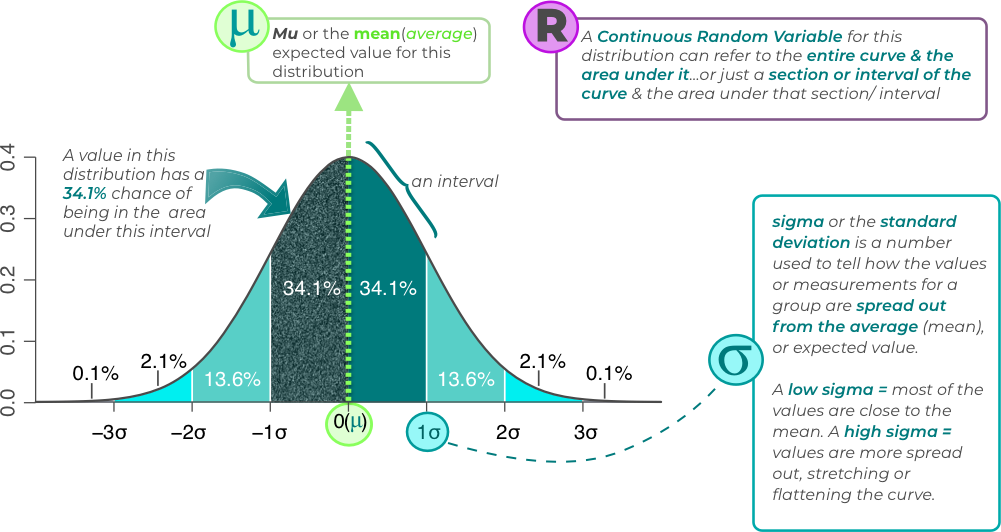 μ
Mu or the mean(average)
expected value for this
distribution
R
A Continuous Random Variable for this
distribution can refer to the entire curve & the
area under it...or just a section or interval of the
curve & the area under that section/ interval
A value in this
distribution has a
34.1% chance of
being in the area
under this interval
an interval
0.4
0.3
0.2
0.1
0.0
34.1%
34.1%
0.1%
2.1%
13.6%
13.6%
2.1%
0.1%
−3σ
−2σ
−1σ
0(μ)
1σ
2σ
3σ
σ
sigma or the standard
deviation is a number
used to tell how the values
or measurements for a
group are spread out
from the average (mean),
or expected value.
A low sigma = most of the
values are close to the
mean. A high sigma =
values are more spread
out, stretching or
flattening the curve.